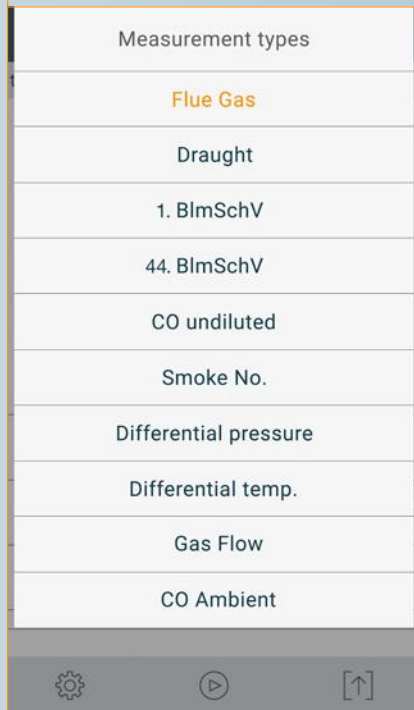 Measurement types
Flue Gas
Draught
1. BlmSchV
44. BlmSchV
CO undiluted
Smoke No.
Differential pressure
Differential temp.
Gas Flow
CO Ambient